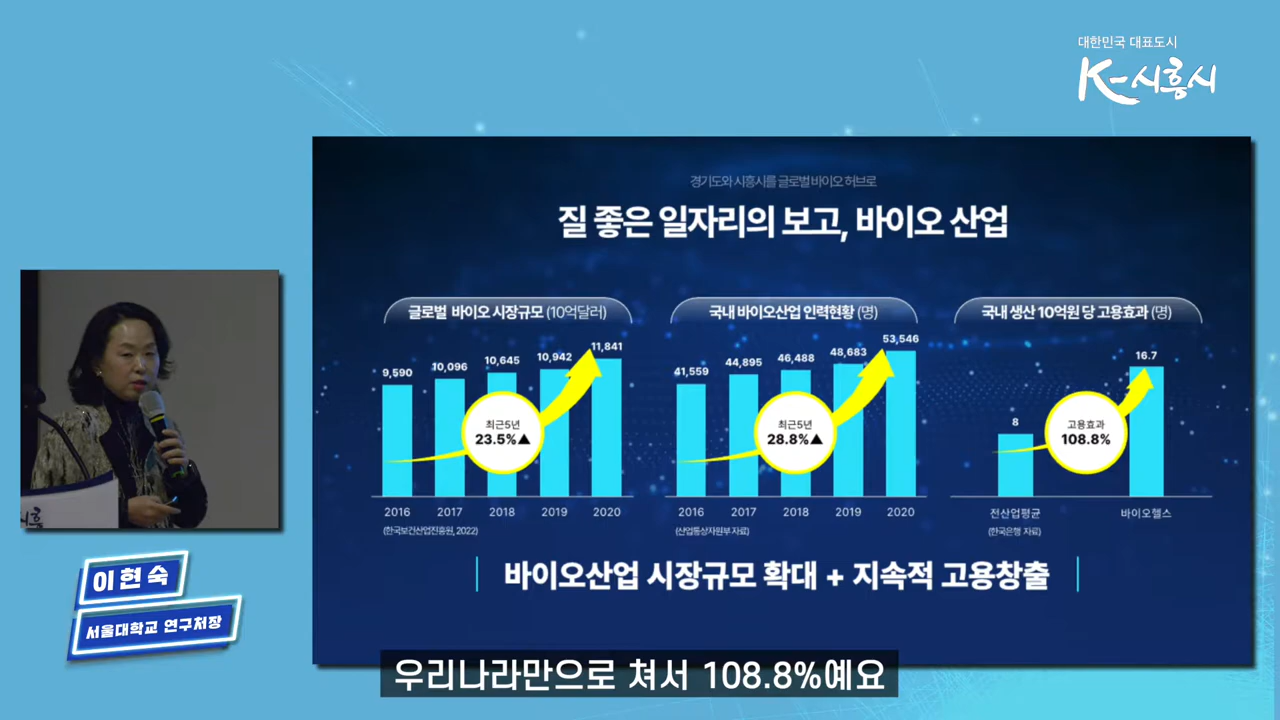 대한민국 대표도시
K-시흥시
경기도와 시흥시를 글로벌 바이오 허브로
질 좋은 일자리의 보고, 바이오 산업
글로벌 바이오 시장규모 (10억달러)
9,590
10,096
10,645
10,942
11,841
최근5년
23.5%▲
2016 2017 2018 2019 2020
(한국보건산업진흥원, 2022)
국내 바이오산업 인력현황 (명)
41,559
44,895
46,488
48,683
53,546
최근5년
28.8%▲
2016 2017 2018 2019 2020
(산업통상자원부 자료)
국내 생산 10억원 당 고용효과 (명)
8
16.7
고용효과
108.8%
전산업평균 바이오헬스
(한국은행 자료)
바이오산업 시장규모 확대 + 지속적 고용창출
이현숙
서울대학교 연구처장
우리나라만으로 쳐서 108.8%예요